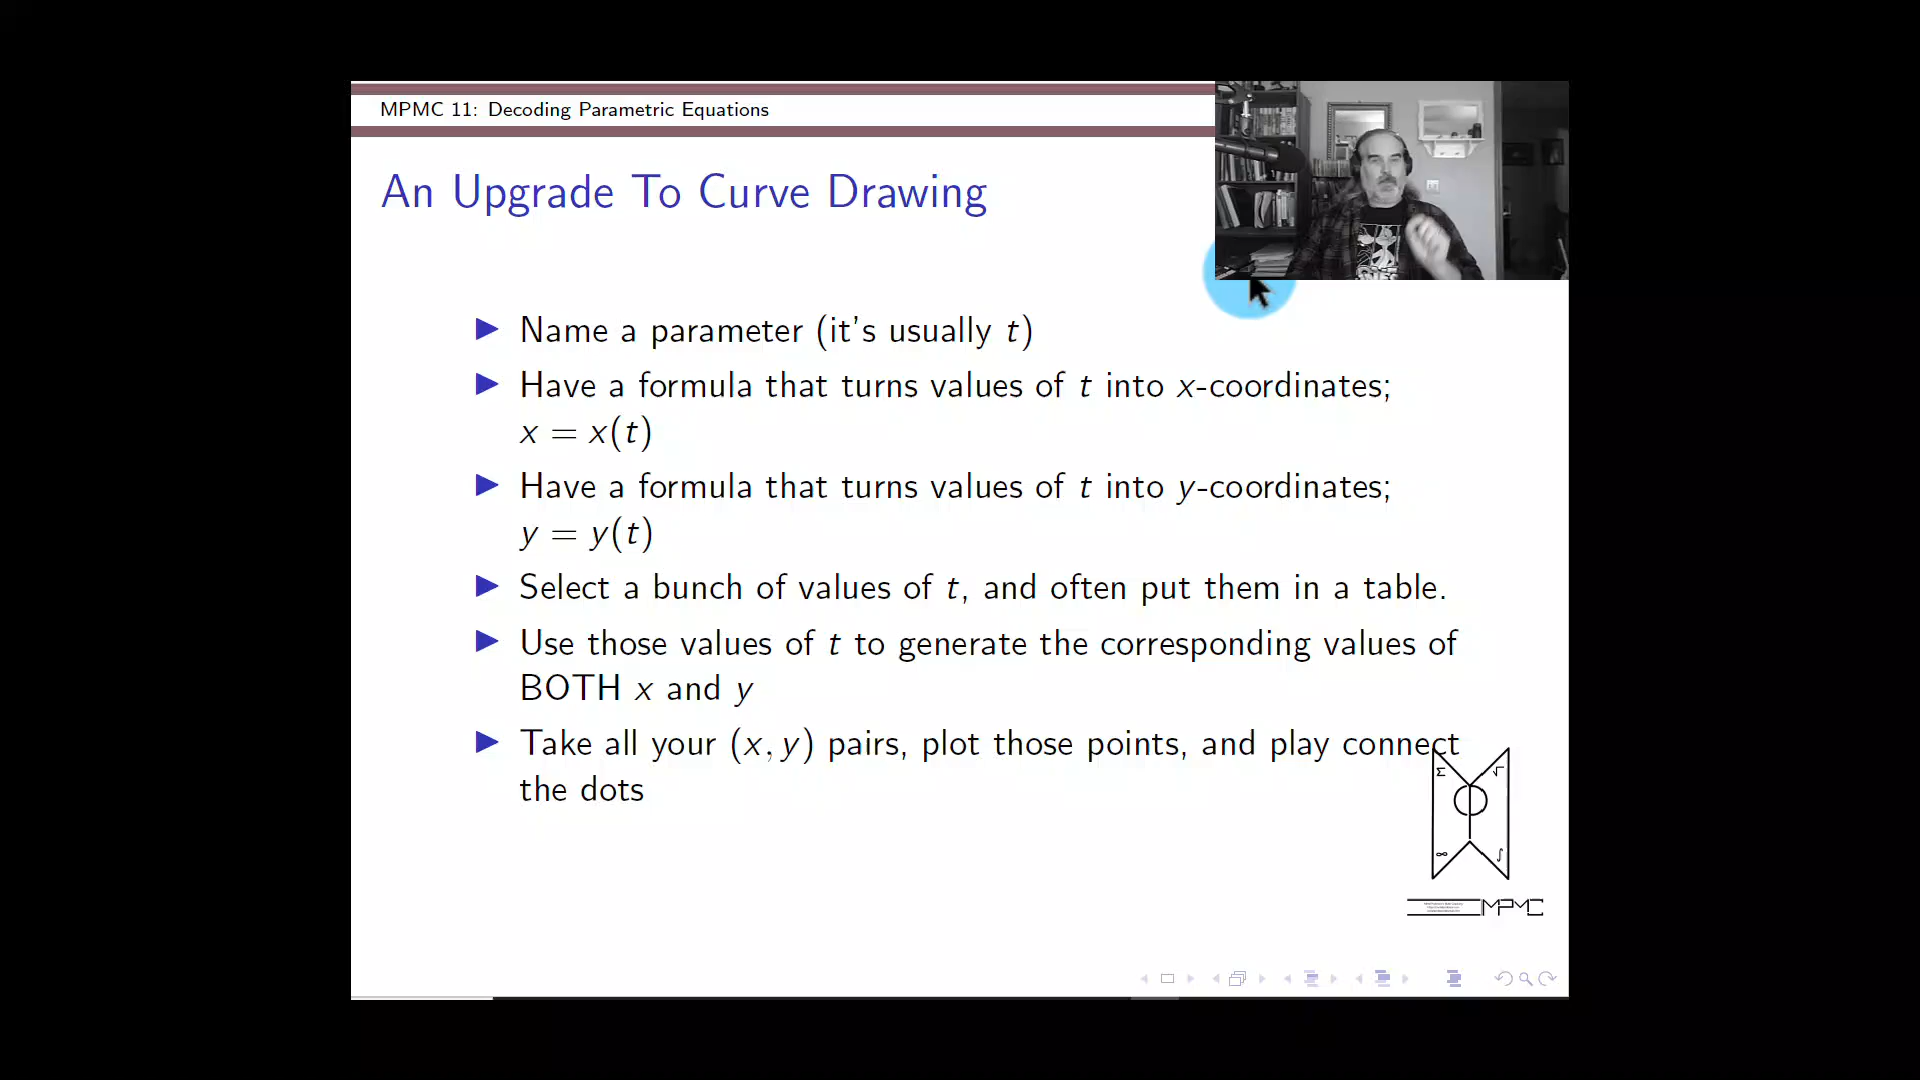 MPMC 11: Decoding Parametric Equations
An Upgrade To Curve Drawing
Name a parameter (it's usually t)
Have a formula that turns values of t into x-coordinates;
x = x(t)
Have a formula that turns values of t into y-coordinates;
y = y(t)
Select a bunch of values of t, and often put them in a table.
Use those values of t to generate the corresponding values of
BOTH x and y
Take all your (x, y) pairs, plot those points, and play connect
the dots
Σ √
∞ ∫
MPMC